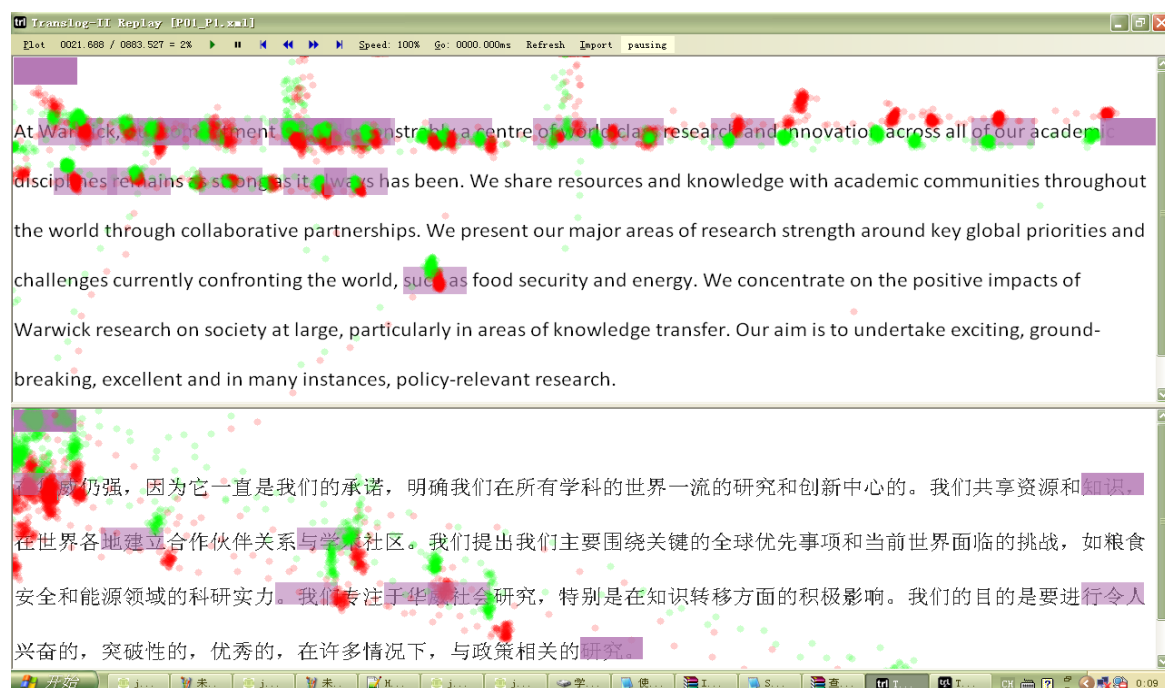 Translog-II Replay [P01_P1.xml]
Plot 0021.688 / 0883.527 = 2% Speed: 100% Go: 0000.000ms Refresh Import pausing
At Warwick, our commitment to be demonstrably a centre of world class research and innovation across all of our academic
disciplines remains as strong as it always has been. We share resources and knowledge with academic communities throughout
the world through collaborative partnerships. We present our major areas of research strength around key global priorities and
challenges currently confronting the world, such as food security and energy. We concentrate on the positive impacts of
Warwick research on society at large, particularly in areas of knowledge transfer. Our aim is to undertake exciting, ground-
breaking, excellent and in many instances, policy-relevant research.
在华威仍强，因为它一直是我们的承诺，明确我们在所有学科的世界一流的研究和创新中心的。我们共享资源和知识，
在世界各地建立合作伙伴关系与学术社区。我们提出我们主要围绕关键的全球优先事项和当前世界面临的挑战，如粮食
安全和能源领域的科研实力。我们专注于华威社会研究，特别是在知识转移方面的积极影响。我们的目的是要进行令人
兴奋的，突破性的，优秀的，在许多情况下，与政策相关的研究。
开始 j... 未... j... 未... H... j... j... 学... 使... I... S... 查... T... T... CH 0:09